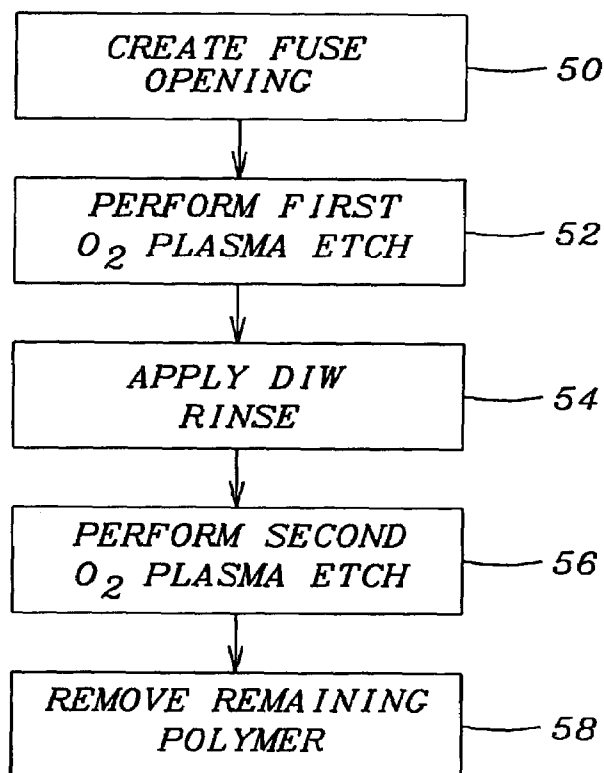 CREATE FUSE
OPENING
50
PERFORM FIRST
O2 PLASMA ETCH
52
APPLY DIW
RINSE
54
PERFORM SECOND
O2 PLASMA ETCH
56
REMOVE REMAINING
POLYMER
58